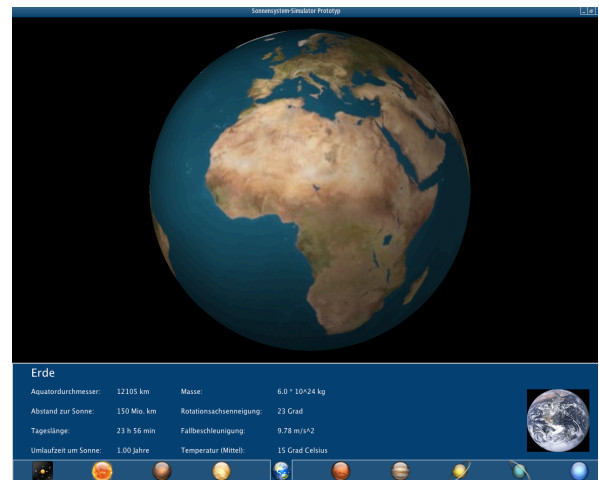 Sonnensystem-Simulator Prototyp
Erde
Aquatordurchmesser: 12105 km Masse: 6.0 * 10^24 kg
Abstand zur Sonne: 150 Mio. km Rotationsachsenneigung: 23 Grad
Tageslänge: 23 h 56 min Fallbeschleunigung: 9.78 m/s^2
Umlaufzeit um Sonne: 1.00 Jahre Temperatur (Mittel): 15 Grad Celsius